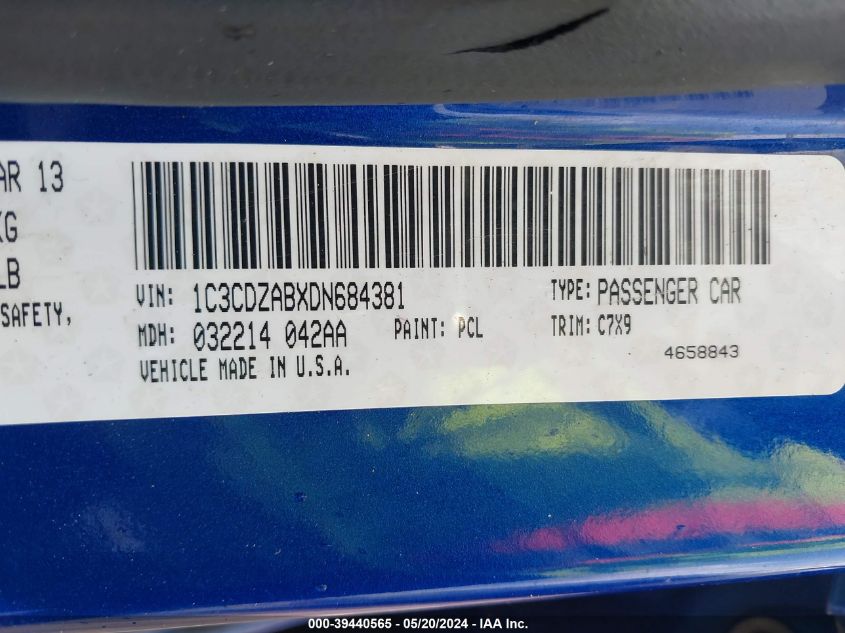 AR 13
KG
LB
SAFETY,
VIN: 1C3CDZABXDN684381 TYPE: PASSENGER CAR
MDH: 032214 042AA PAINT: PCL TRIM: C7X9
VEHICLE MADE IN U.S.A. 4658843
000-39440565 - 05/20/2024 - IAA Inc.